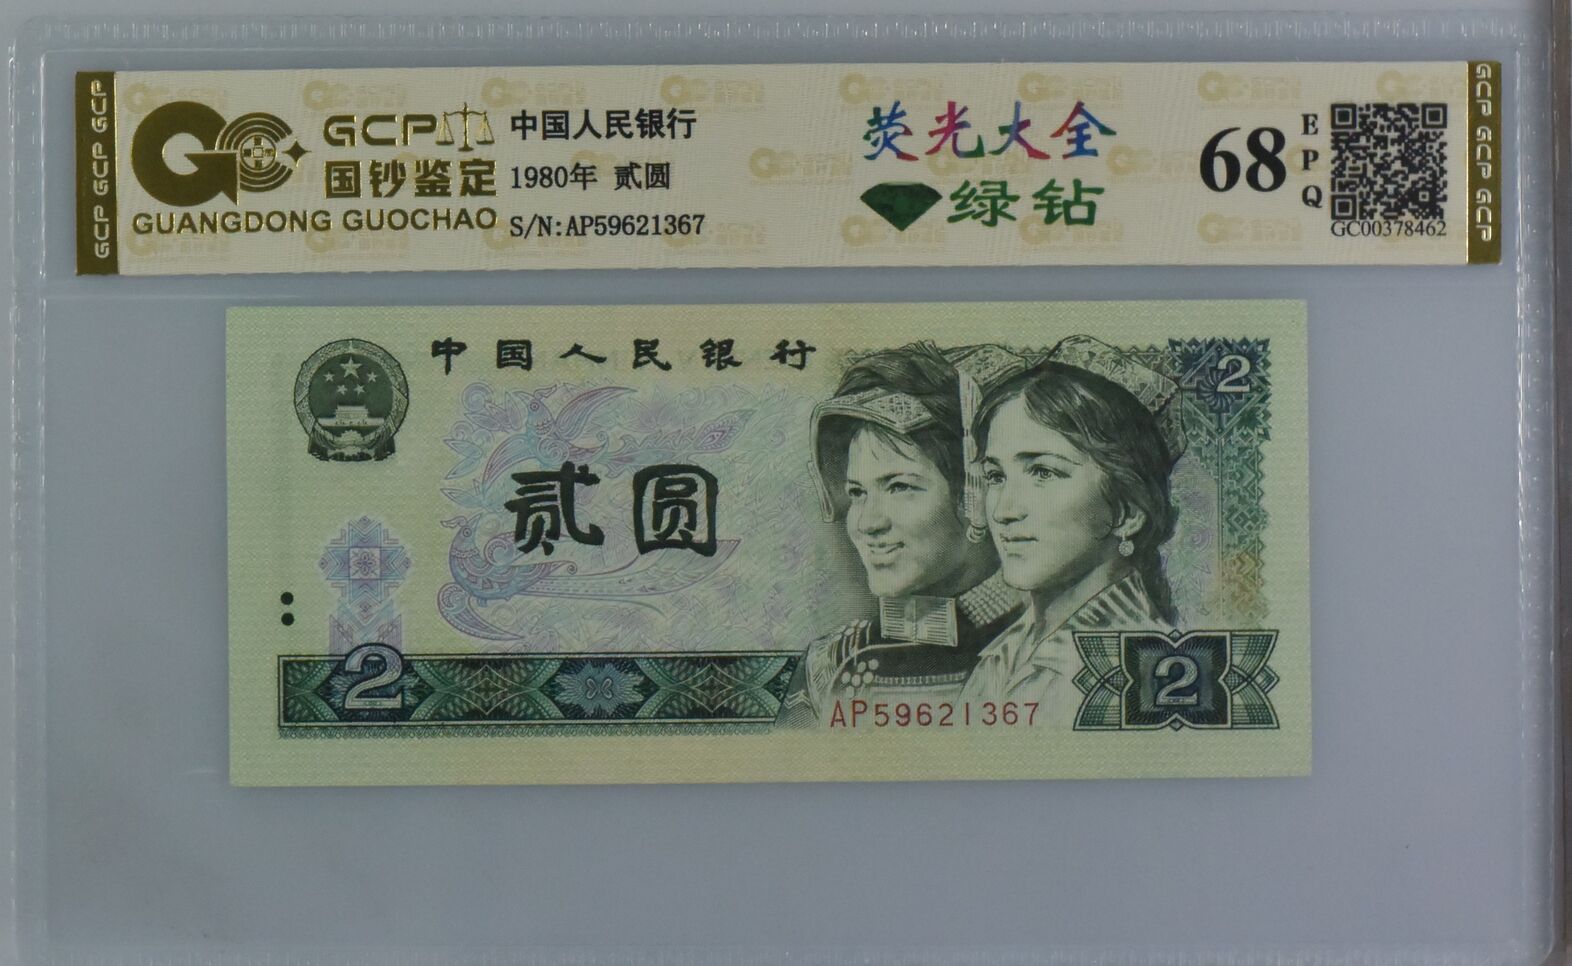 GCP GCP GCP
GC GCP
国钞鉴定
GUANGDONG GUOCHAO
中国人民银行
1980年 贰圆
S/N:AP59621367
荧光大全
绿钻
68
EPQ
GC00378462
GCP GCP GCP
中国人民银行
2
贰圆
2
2
AP59621367